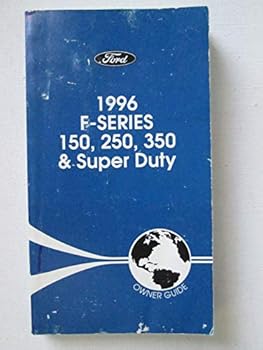 Ford
1996
F-SERIES
150, 250, 350
& Super Duty
OWNER GUIDE